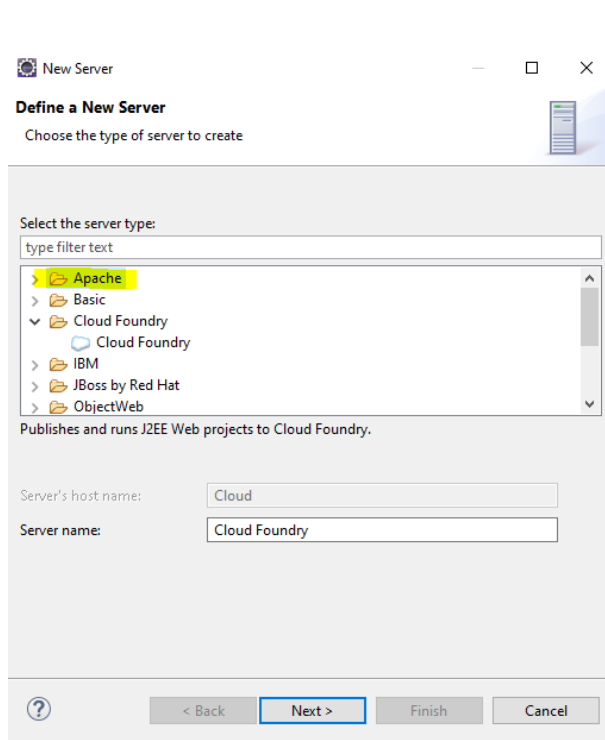 New Server
Define a New Server
Choose the type of server to create
Select the server type:
type filter text
Apache
Basic
Cloud Foundry
Cloud Foundry
IBM
JBoss by Red Hat
ObjectWeb
Publishes and runs J2EE Web projects to Cloud Foundry.
Server's host name: Cloud
Server name: Cloud Foundry
? < Back Next > Finish Cancel